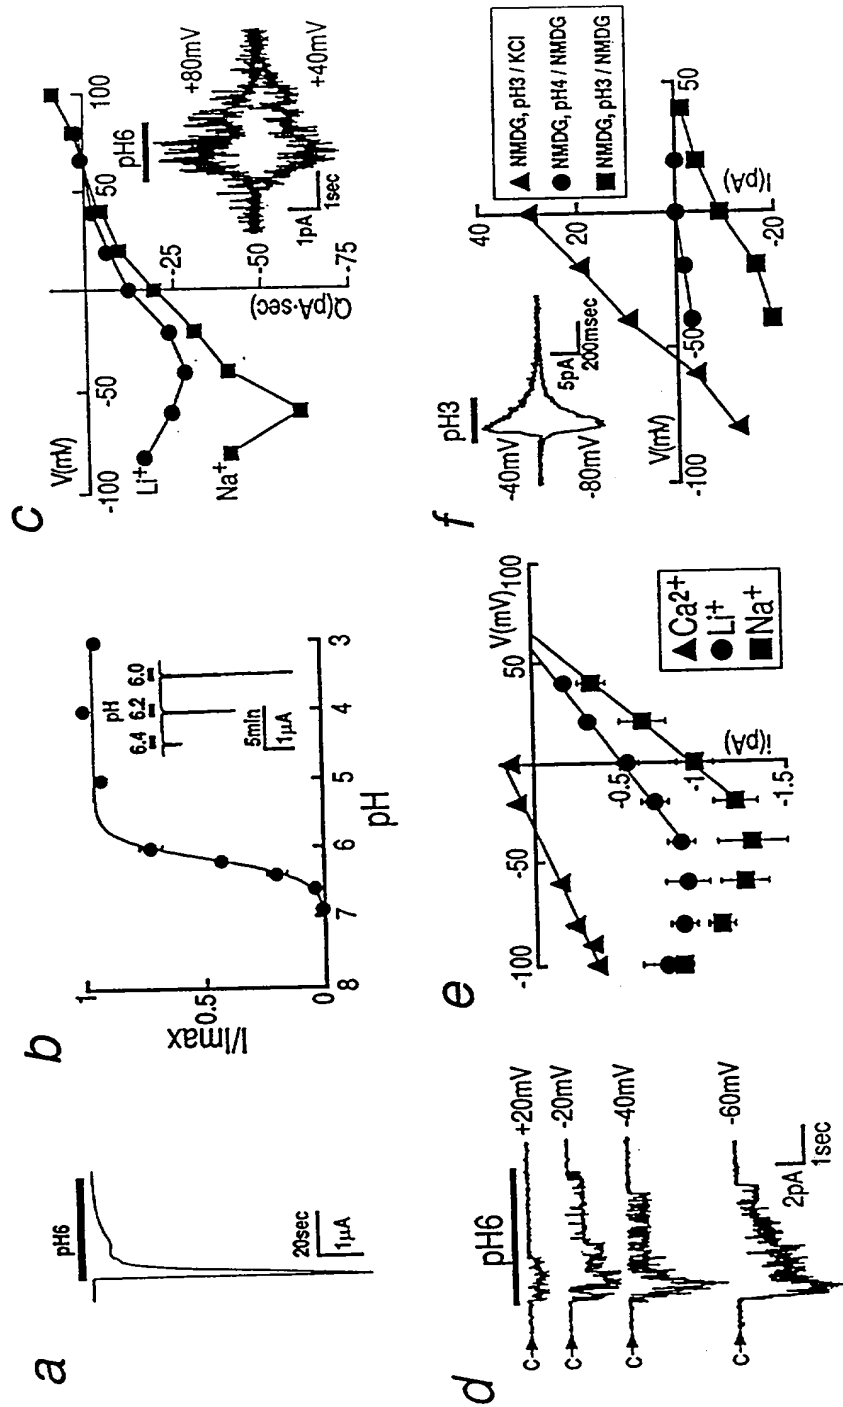 a
pH6
20sec
1µA
b
I/Imax
1
0.5
0
8
7
6
5
4
3
pH
pH
6.4
6.2
6.0
5min
1µA
c
V(mV)
-100
-50
50
100
-25
-50
-75
Q(pA·sec)
Li+
Na+
pH6
+80mV
+40mV
1pA
1sec
d
pH6
C
+20mV
C
-20mV
C
-40mV
C
-60mV
2pA
1sec
e
V(mV)
-100
-50
50
100
-0.5
-1
-1.5
i(pA)
Ca2+
Li+
Na+
f
pH3
-40mV
-80mV
5pA
200msec
NMDG, pH3 / KCl
NMDG, pH4 / NMDG
NMDG, pH3 / NMDG
V(mV)
-100
-50
50
40
20
-20
I(pA)